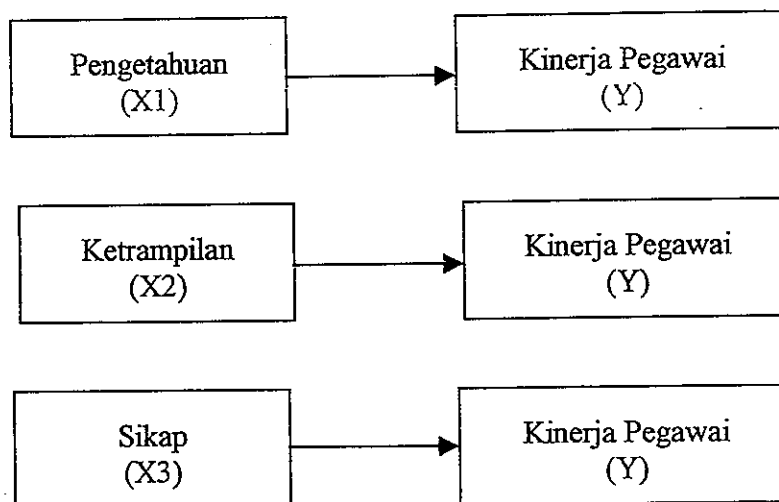 Pengetahuan
(X1)
Kinerja Pegawai
(Y)
Ketrampilan
(X2)
Kinerja Pegawai
(Y)
Sikap
(X3)
Kinerja Pegawai
(Y)